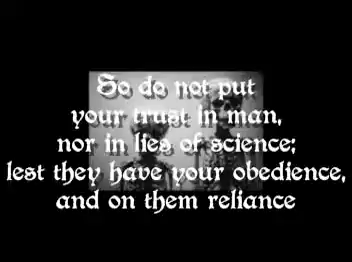 So do not put
your trust in man,
nor in lies of science;
lest they have your obedience,
and on them reliance